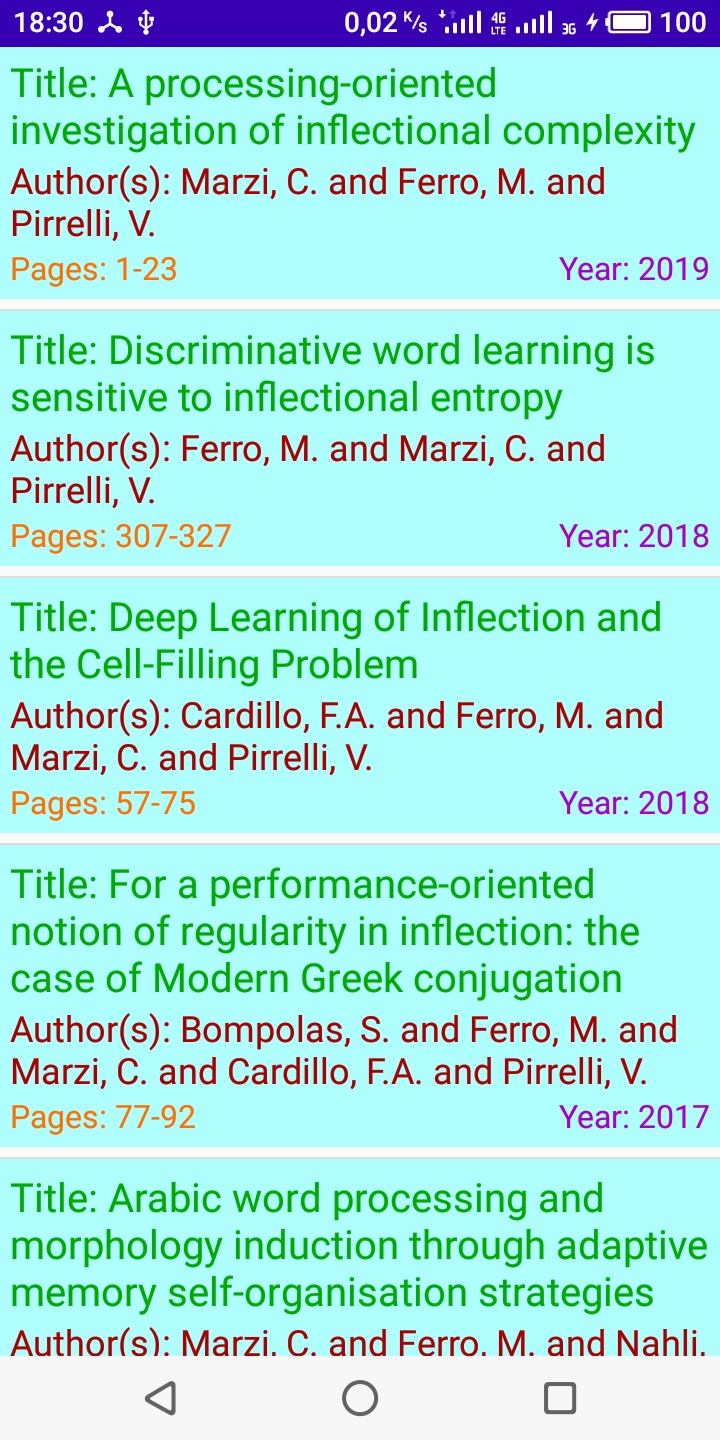 18:30 0,02 K/s 4G LTE 3G 100
Title: A processing-oriented
investigation of inflectional complexity
Author(s): Marzi, C. and Ferro, M. and
Pirrelli, V.
Pages: 1-23 Year: 2019
Title: Discriminative word learning is
sensitive to inflectional entropy
Author(s): Ferro, M. and Marzi, C. and
Pirrelli, V.
Pages: 307-327 Year: 2018
Title: Deep Learning of Inflection and
the Cell-Filling Problem
Author(s): Cardillo, F.A. and Ferro, M. and
Marzi, C. and Pirrelli, V.
Pages: 57-75 Year: 2018
Title: For a performance-oriented
notion of regularity in inflection: the
case of Modern Greek conjugation
Author(s): Bompolas, S. and Ferro, M. and
Marzi, C. and Cardillo, F.A. and Pirrelli, V.
Pages: 77-92 Year: 2017
Title: Arabic word processing and
morphology induction through adaptive
memory self-organisation strategies
Author(s): Marzi, C. and Ferro, M. and Nahli,